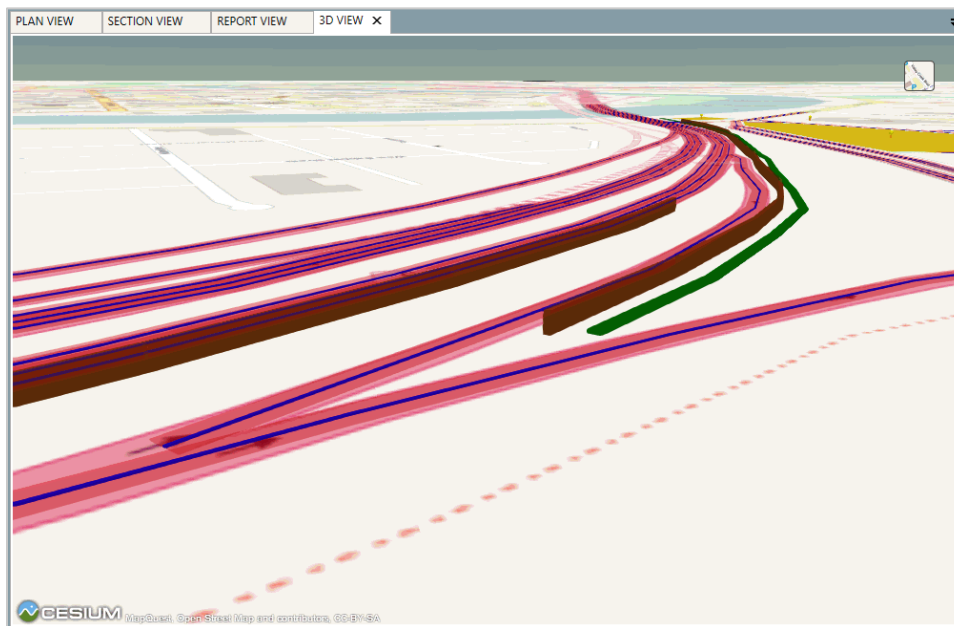 PLAN VIEW
SECTION VIEW
REPORT VIEW
3D VIEW
CESIUM
MapQuest, Open Street Map and contributors, CC-BY-SA